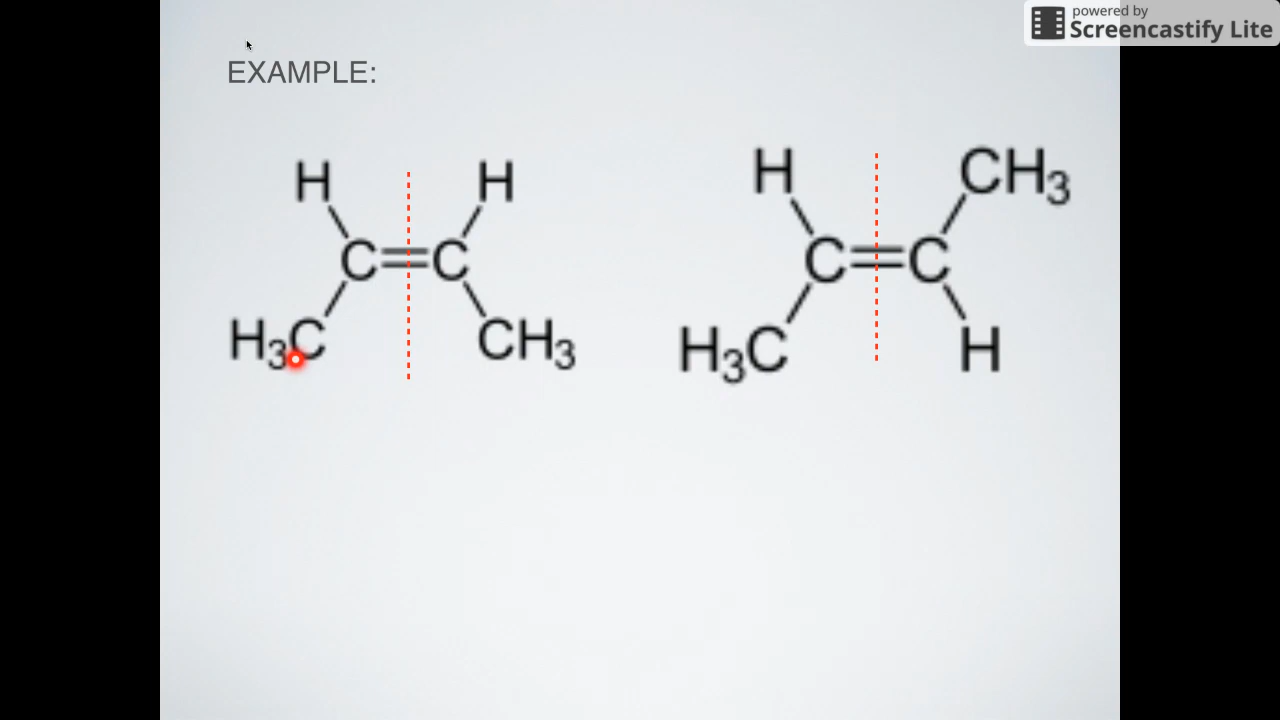 powered by
Screencastify Lite
EXAMPLE:
H H
C=C
H₃C CH₃
H CH₃
C=C
H₃C H